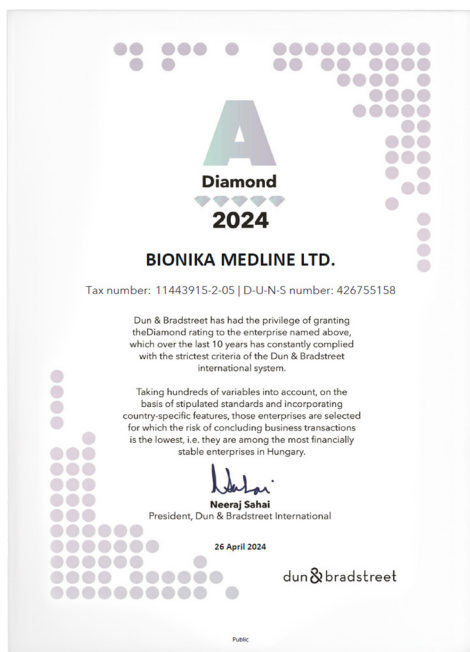 A
Diamond
2024
BIONIKA MEDLINE LTD.
Tax number: 11443915-2-05 | D-U-N-S number: 426755158
Dun & Bradstreet has had the privilege of granting
theDiamond rating to the enterprise named above,
which over the last 10 years has constantly complied
with the strictest criteria of the Dun & Bradstreet
international system.
Taking hundreds of variables into account, on the
basis of stipulated standards and incorporating
country-specific features, those enterprises are selected
for which the risk of concluding business transactions
is the lowest, i.e. they are among the most financially
stable enterprises in Hungary.
Neeraj Sahai
President, Dun & Bradstreet International
26 April 2024
dun & bradstreet
Public